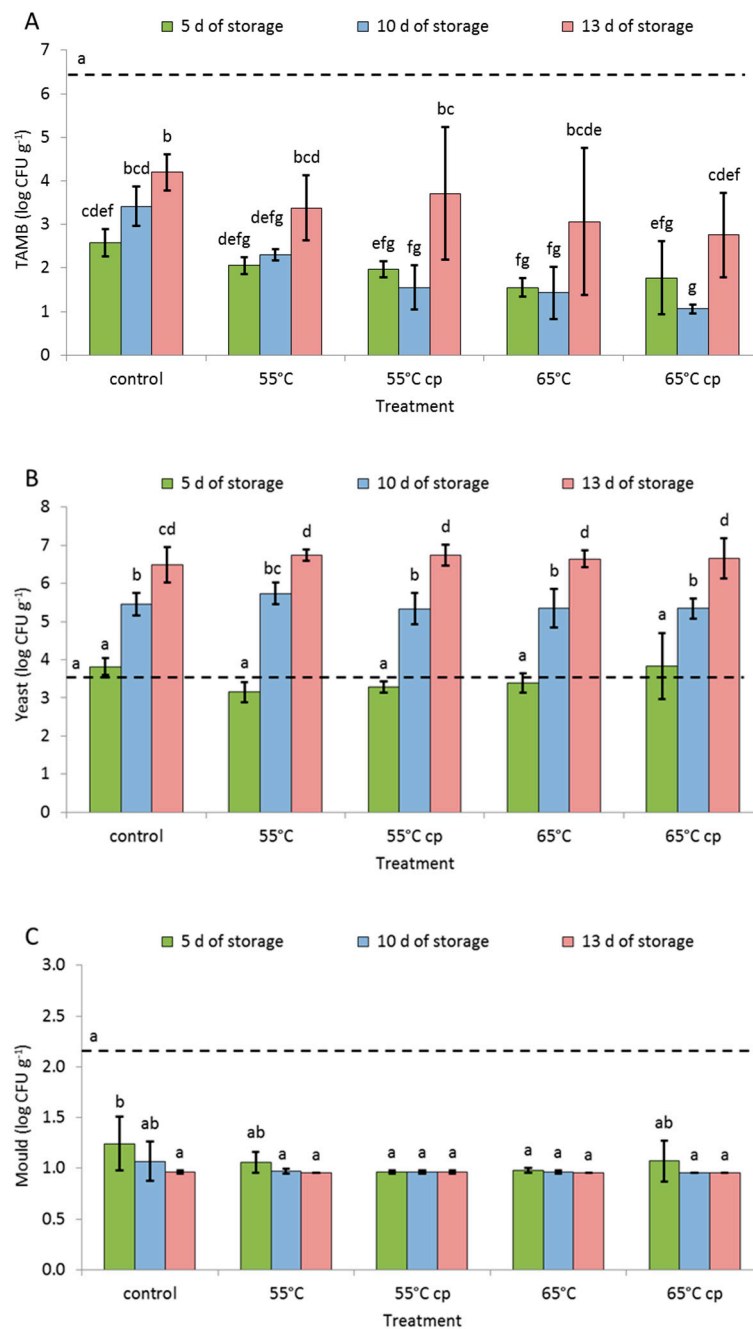 A
5 d of storage 10 d of storage 13 d of storage
7
6
5
4
3
2
1
0
TAMB (log CFU g⁻¹)
a
cdef bcd b
defg defg bcd
efg fg bc
fg fg bcde
efg g cdef
control 55°C 55°C cp 65°C 65°C cp
Treatment
B
5 d of storage 10 d of storage 13 d of storage
8
7
6
5
4
3
2
1
0
Yeast (log CFU g⁻¹)
a
a b cd
a bc d
a b d
a b d
a b d
control 55°C 55°C cp 65°C 65°C cp
Treatment
C
5 d of storage 10 d of storage 13 d of storage
3.0
2.5
2.0
1.5
1.0
0.5
0.0
Mould (log CFU g⁻¹)
a
b ab a
ab a a
a a a
a a a
ab a a
control 55°C 55°C cp 65°C 65°C cp
Treatment